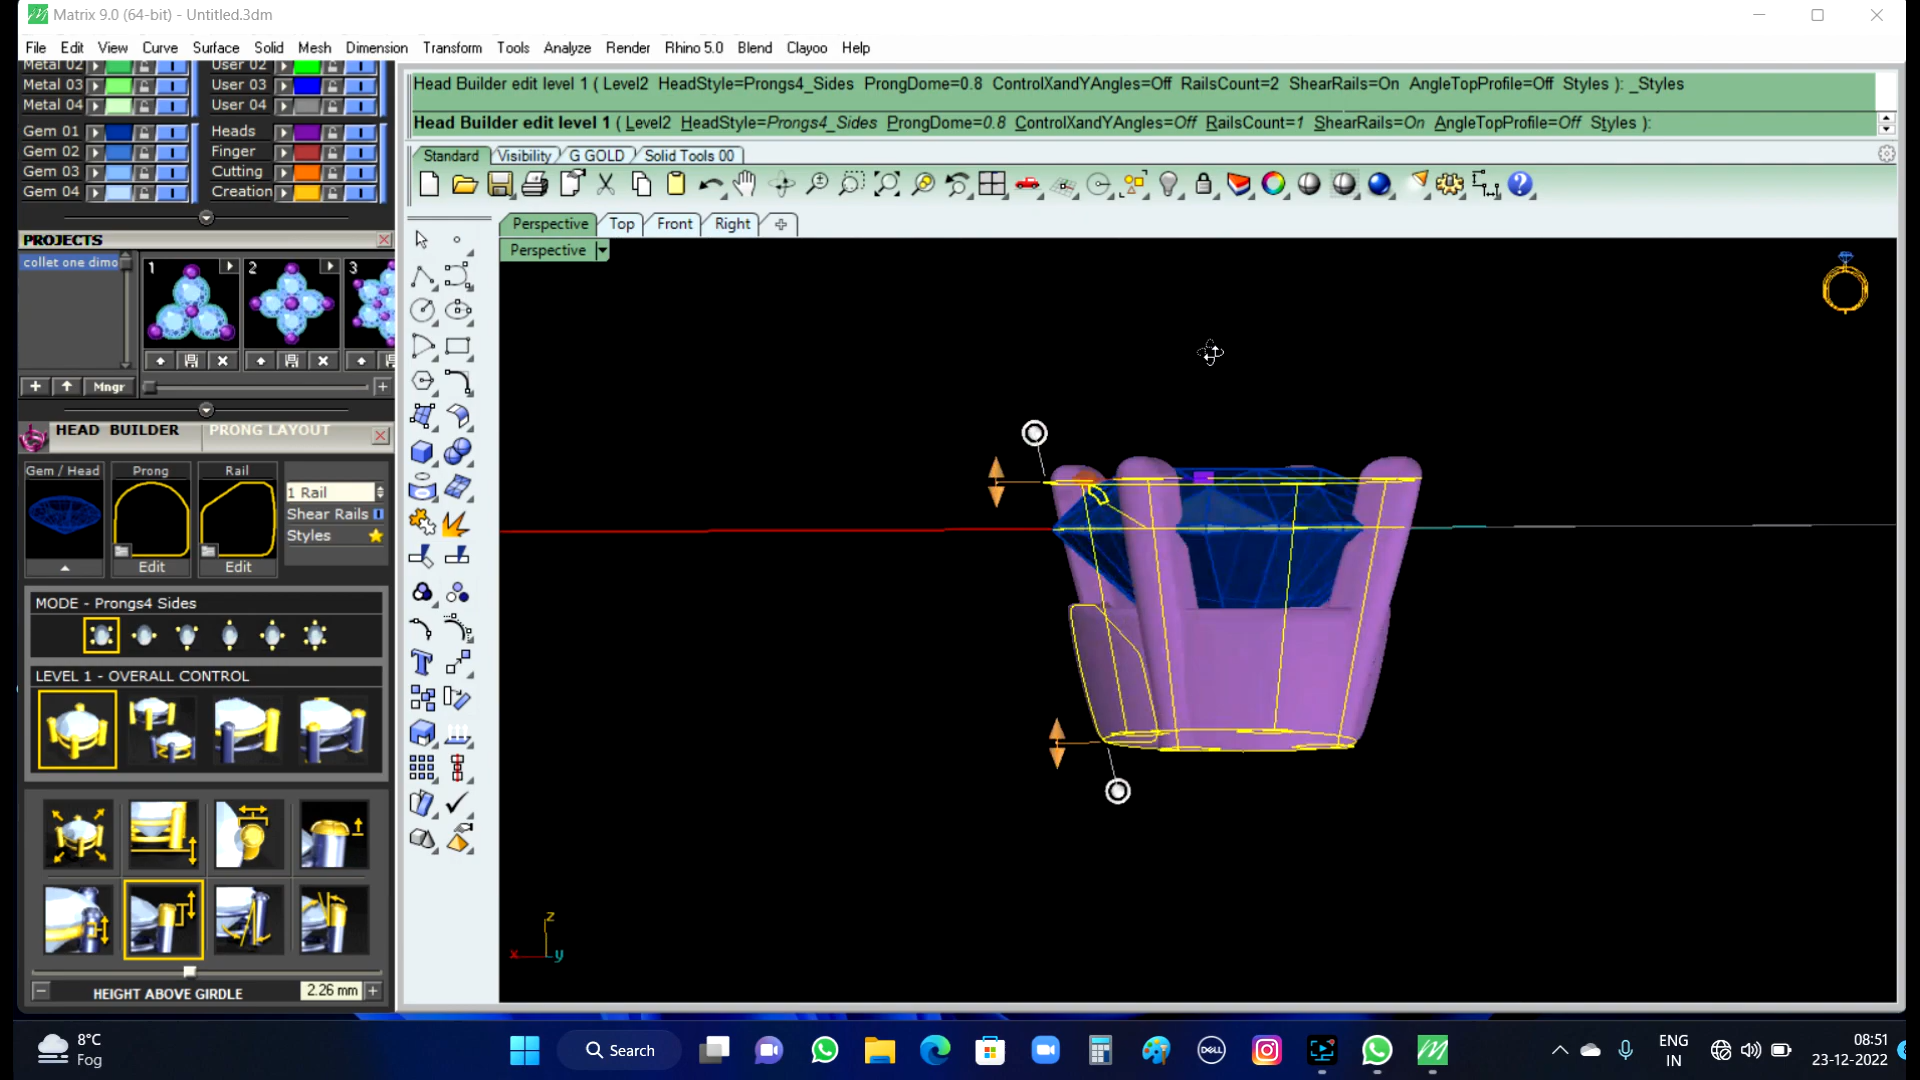 Matrix 9.0 (64-bit) - Untitled.3dm
File Edit View Curve Surface Solid Mesh Dimension Transform Tools Analyze Render Rhino 5.0 Blend Clayoo Help
Metal 02 User 02
Metal 03 User 03
Metal 04 User 04
Gem 01 Heads
Gem 02 Finger
Gem 03 Cutting
Gem 04 Creation
Head Builder edit level 1 ( Level2 HeadStyle=Prongs4_Sides ProngDome=0.8 ControlXandYAngles=Off RailsCount=2 ShearRails=On AngleTopProfile=Off Styles ): _Styles
Head Builder edit level 1 ( Level2 HeadStyle=Prongs4_Sides ProngDome=0.8 ControlXandYAngles=Off RailsCount=1 ShearRails=On AngleTopProfile=Off Styles ):
Standard Visibility G GOLD Solid Tools 00
Perspective Top Front Right
Perspective
PROJECTS
collet one dimo
1 2 3
Mngr
HEAD BUILDER PRONG LAYOUT
Gem / Head Prong Rail
1 Rail
Shear Rails
Styles
Edit Edit
MODE - Prongs4 Sides
LEVEL 1 - OVERALL CONTROL
HEIGHT ABOVE GIRDLE 2.26 mm
z
x y
8°C
Fog
Search
DELL
ENG
IN
08:51
23-12-2022